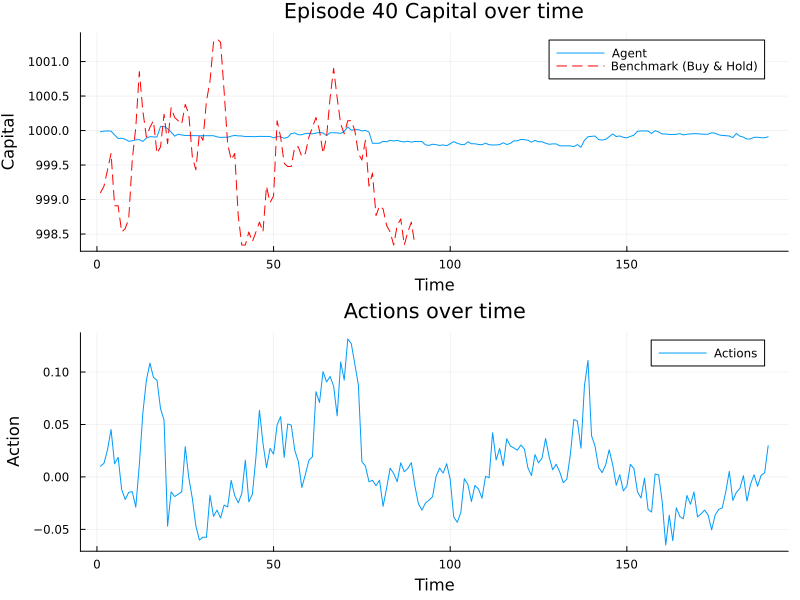 Episode 40 Capital over time
Capital
1001.0
1000.5
1000.0
999.5
999.0
998.5
Agent
Benchmark (Buy & Hold)
0
50
100
150
Time
Actions over time
Action
0.10
0.05
0.00
−0.05
Actions
0
50
100
150
Time